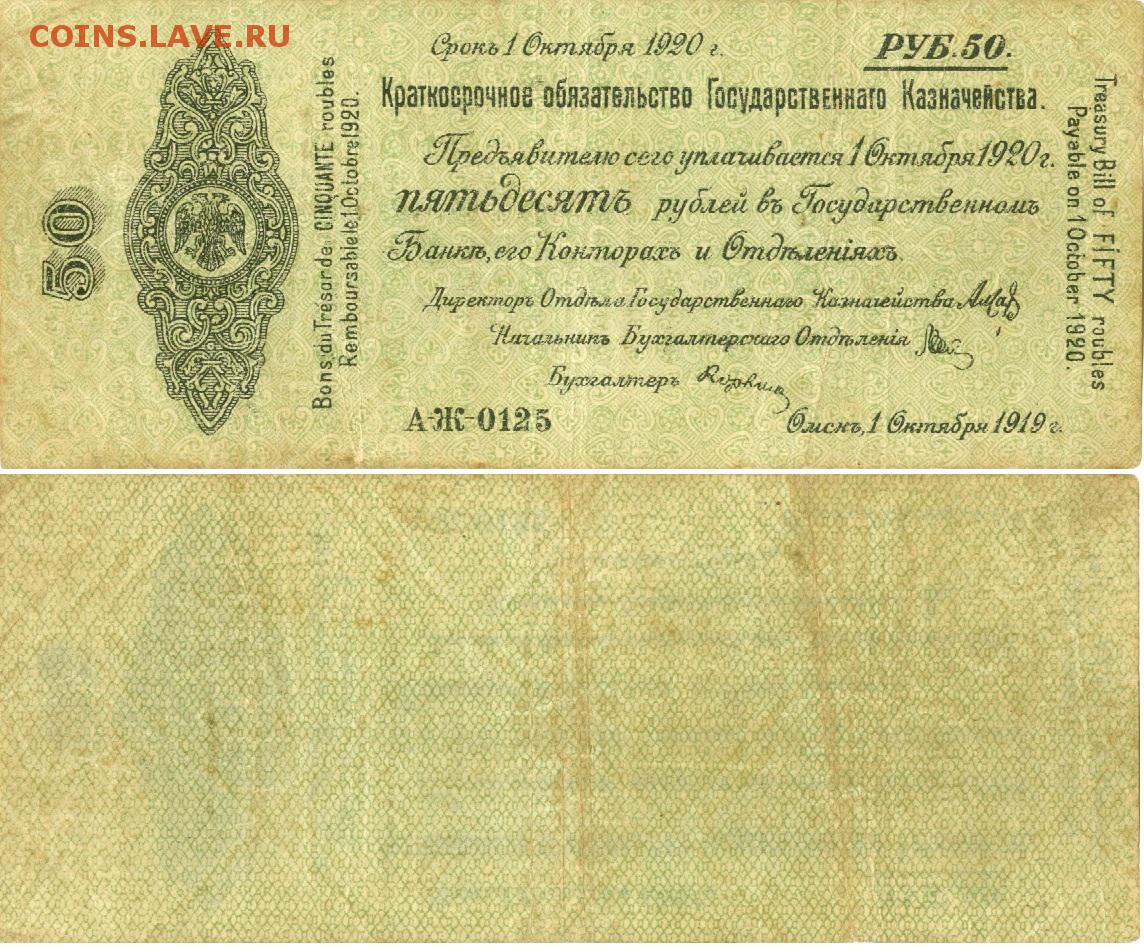 COINS.LAVE.RU
Срокъ 1 Октября 1920 г.
РУБ. 50.
Краткосрочное обязательство Государственнаго Казначейства.
Предъявителю сего уплачивается 1 Октября 1920 г.
пятьдесятъ рублей въ Государственномъ
Банкѣ, его Конторахъ и Отдѣленіяхъ.
Директоръ Отдѣла Государственнаго Казначейства
Начальникъ Бухгалтерскаго Отдѣленія
Бухгалтеръ
А-Ж-0125
Омскъ, 1 Октября 1919 г.
50
Bons du Trésor de CINQUANTE roubles
Remboursable le 1 Octobre 1920.
Treasury Bill of FIFTY roubles
Payable on 1 October 1920.